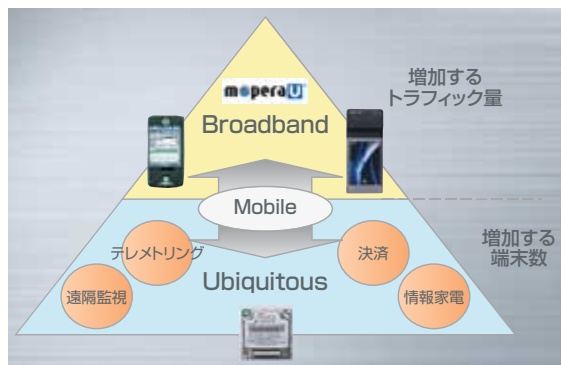 mopera U
Broadband
増加する
トラフィック量
Mobile
増加する
端末数
テレメトリング
決済
Ubiquitous
遠隔監視
情報家電